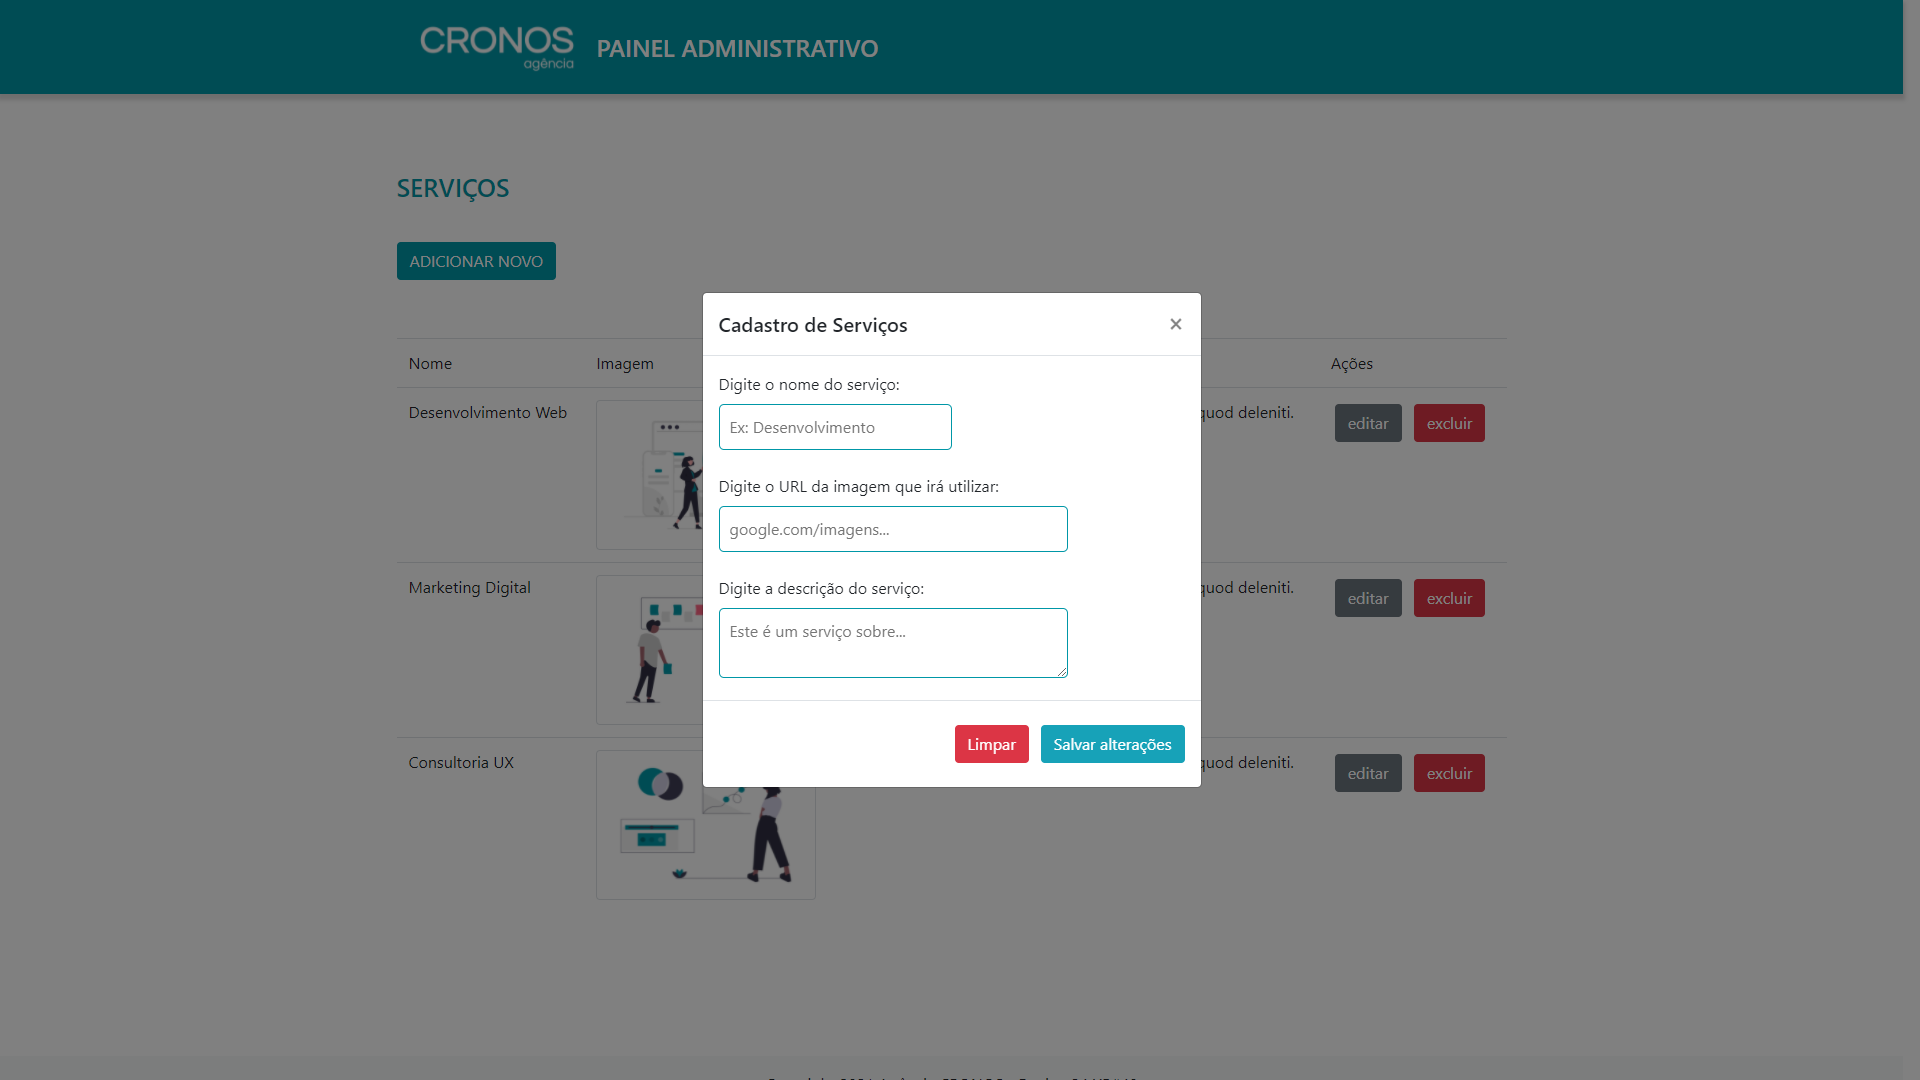 CRONOS
agência
PAINEL ADMINISTRATIVO
SERVIÇOS
ADICIONAR NOVO
Cadastro de Serviços
×
Nome Imagem Ações
Digite o nome do serviço:
Ex: Desenvolvimento
Desenvolvimento Web quod deleniti. editar excluir
Digite o URL da imagem que irá utilizar:
google.com/imagens...
Digite a descrição do serviço:
Este é um serviço sobre...
Marketing Digital quod deleniti. editar excluir
Limpar Salvar alterações
Consultoria UX quod deleniti. editar excluir